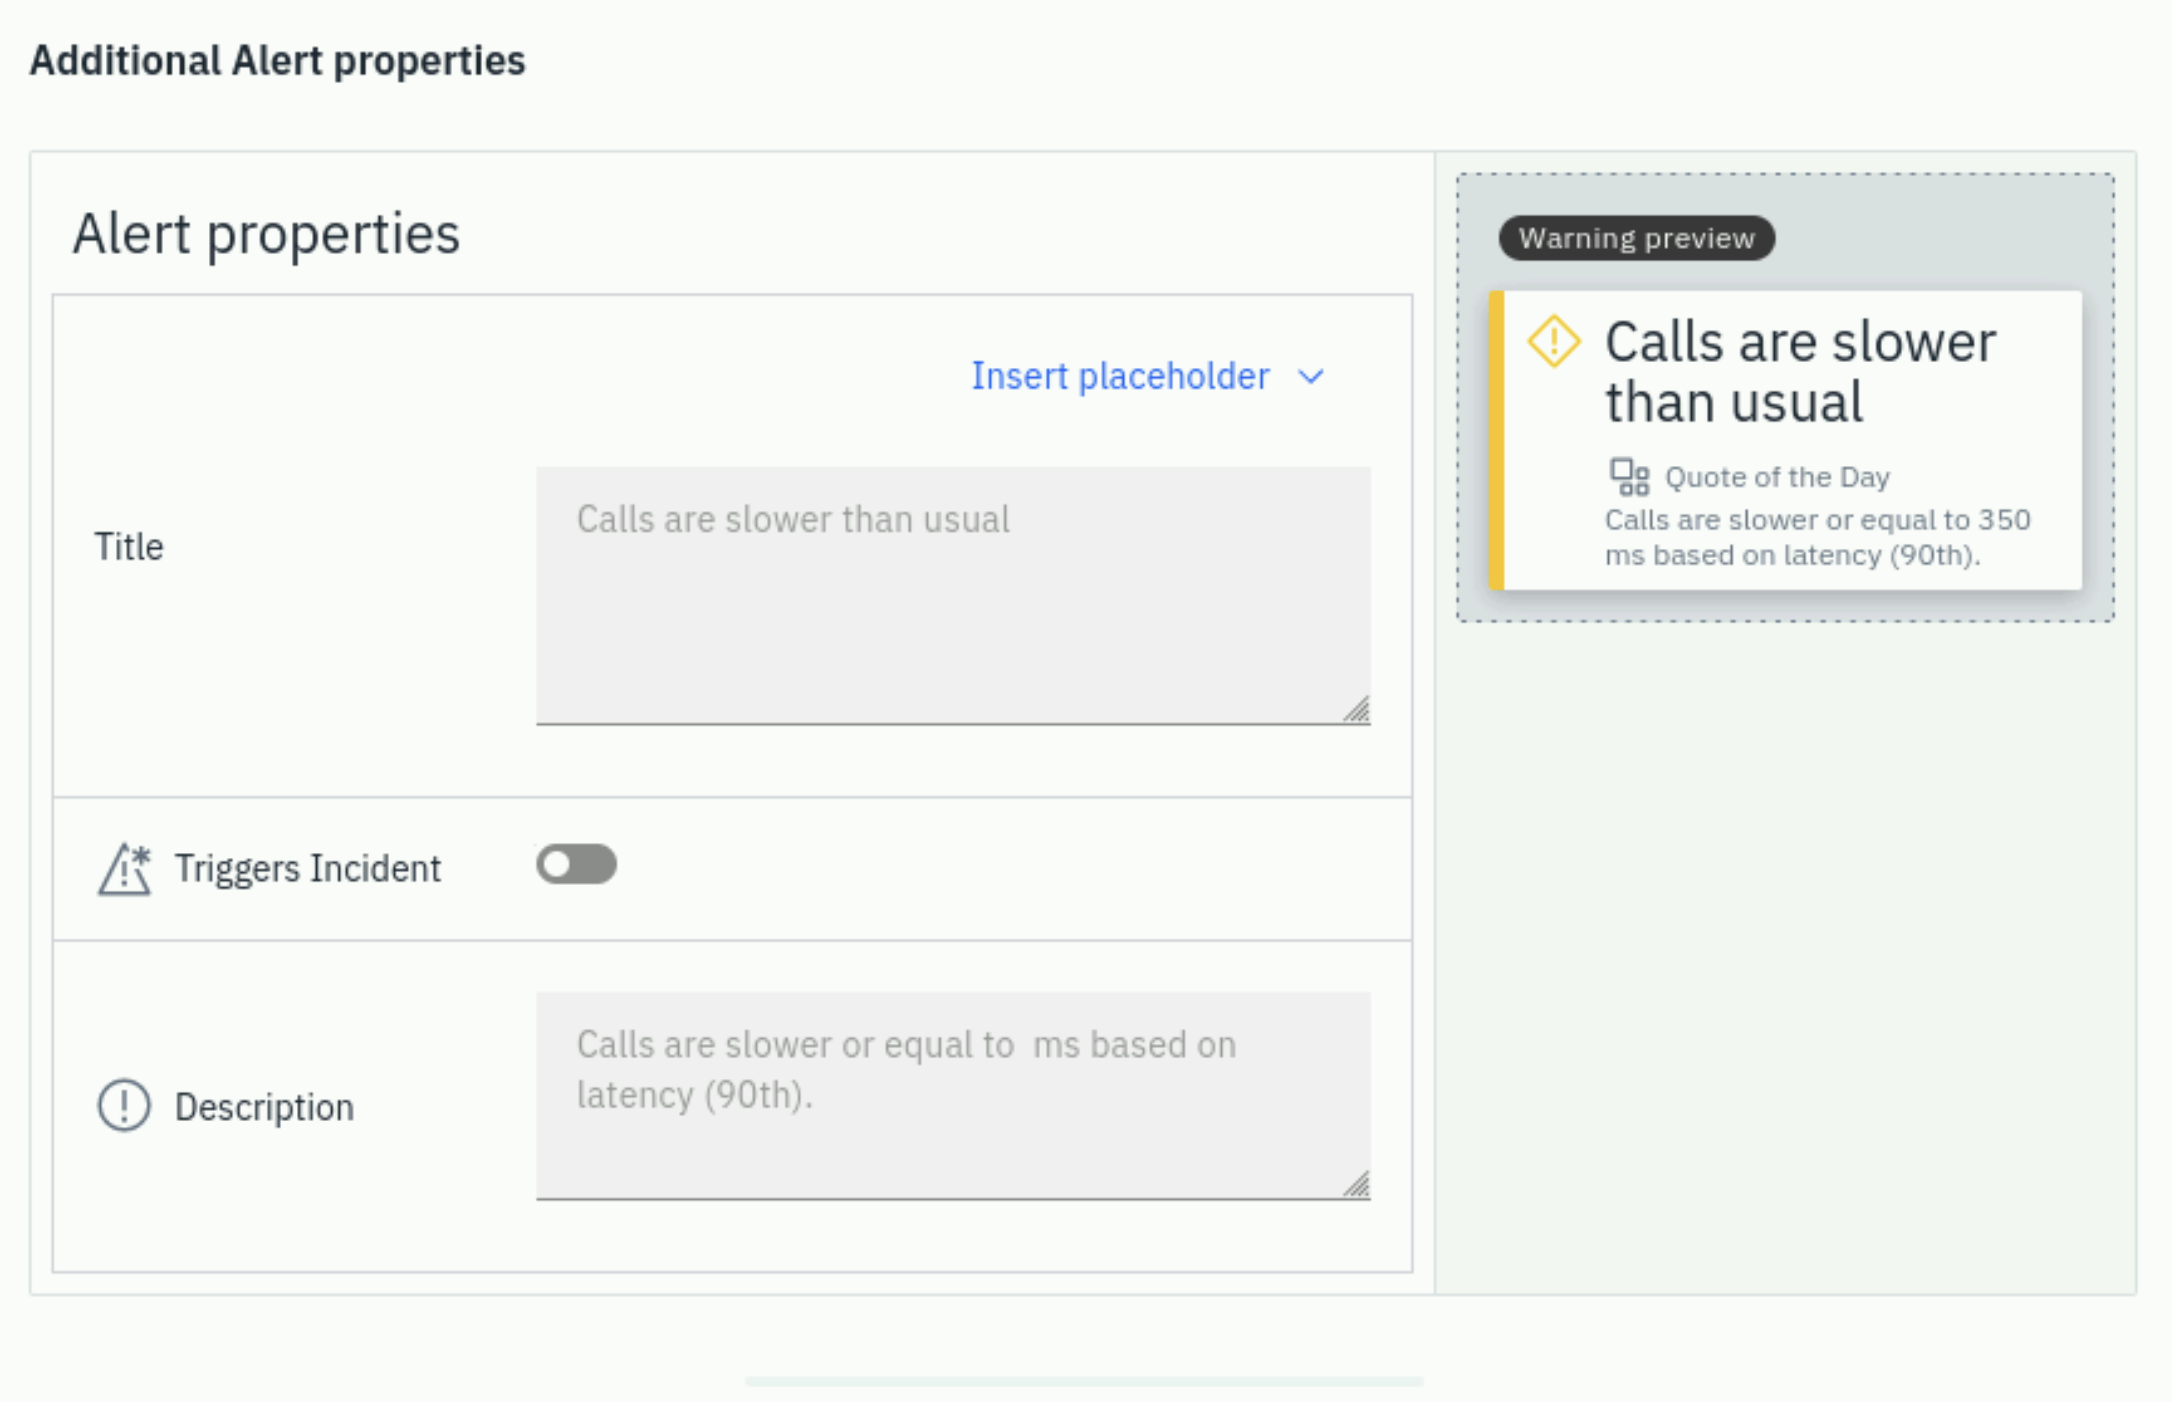 Additional Alert properties
Alert properties
Insert placeholder
Title
Calls are slower than usual
Triggers Incident
Description
Calls are slower or equal to  ms based on
latency (90th).
Warning preview
Calls are slower
than usual
Quote of the Day
Calls are slower or equal to 350
ms based on latency (90th).